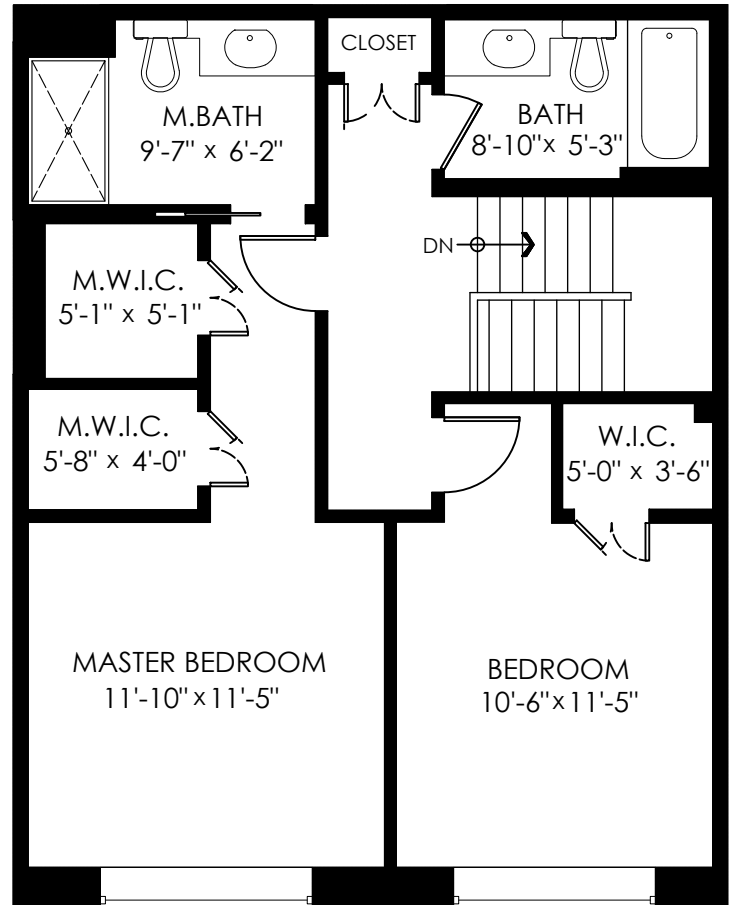 CLOSET
M.BATH
9'-7" x 6'-2"
BATH
8'-10"x 5'-3"
DN
M.W.I.C.
5'-1" x 5'-1"
M.W.I.C.
5'-8" x 4'-0"
W.I.C.
5'-0" x 3'-6"
MASTER BEDROOM
11'-10"x11'-5"
BEDROOM
10'-6"x11'-5"